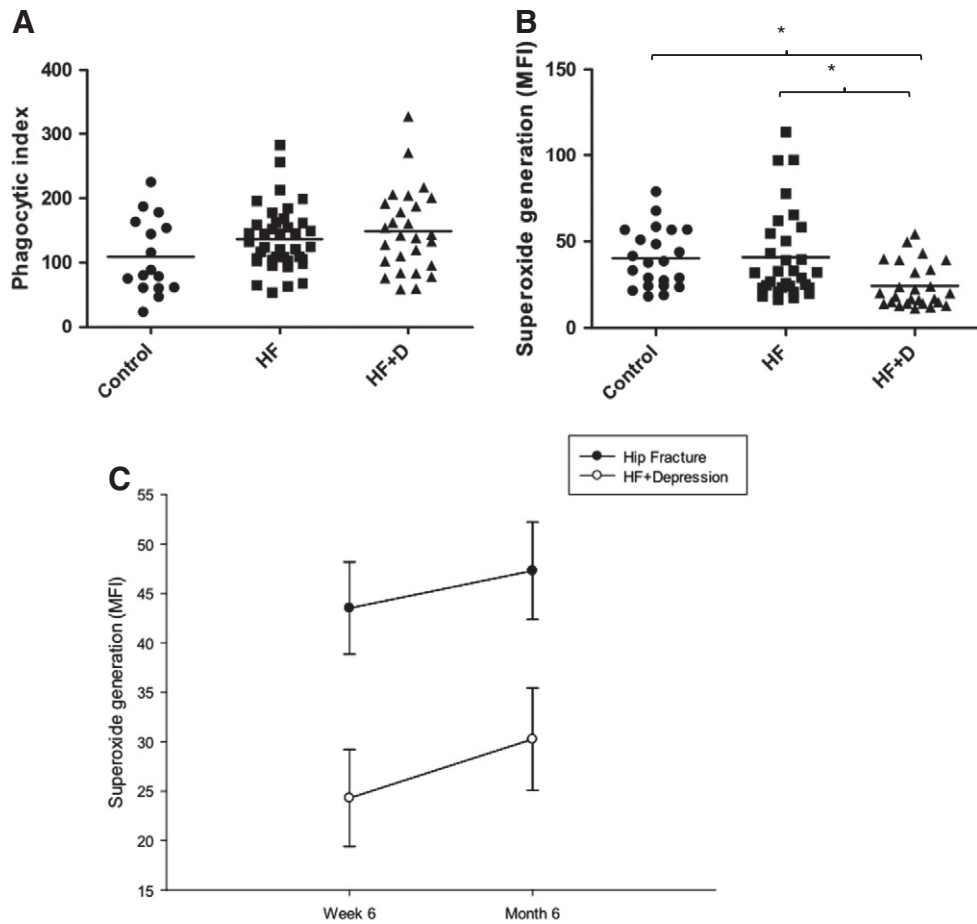 A
Phagocytic index
400
300
200
100
0
Control
HF
HF+D
B
Superoxide generation (MFI)
*
*
150
100
50
0
Control
HF
HF+D
C
Hip Fracture
HF+Depression
Superoxide generation (MFI)
55
50
45
40
35
30
25
20
15
Week 6
Month 6